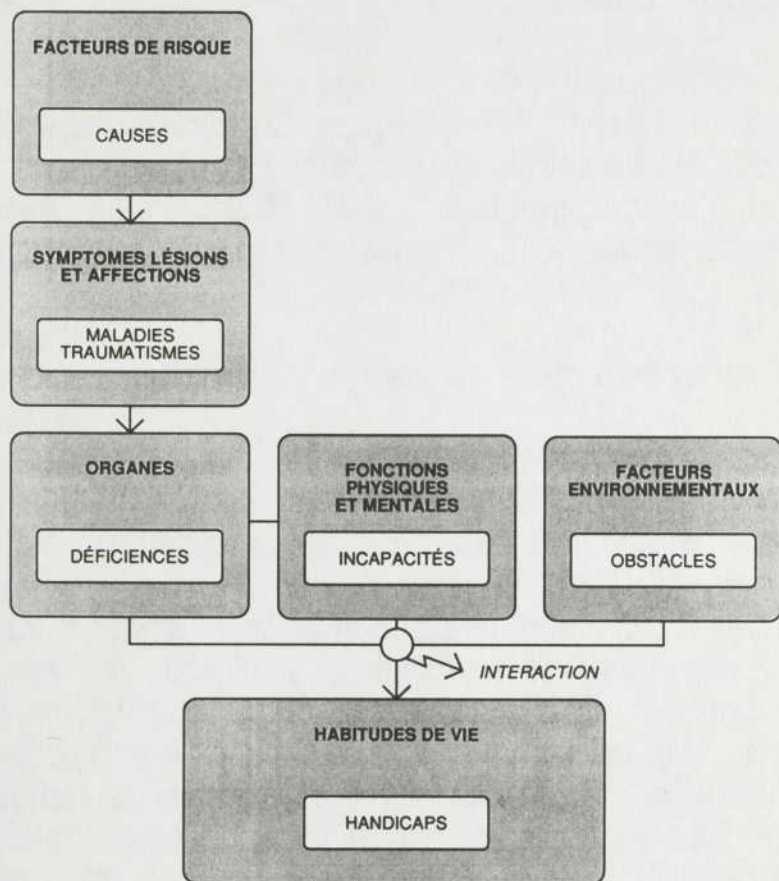 FACTEURS DE RISQUE
CAUSES
SYMPTOMES LÉSIONS
ET AFFECTIONS
MALADIES
TRAUMATISMES
ORGANES
DÉFICIENCES
FONCTIONS
PHYSIQUES
ET MENTALES
INCAPACITÉS
FACTEURS
ENVIRONNEMENTAUX
OBSTACLES
INTERACTION
HABITUDES DE VIE
HANDICAPS